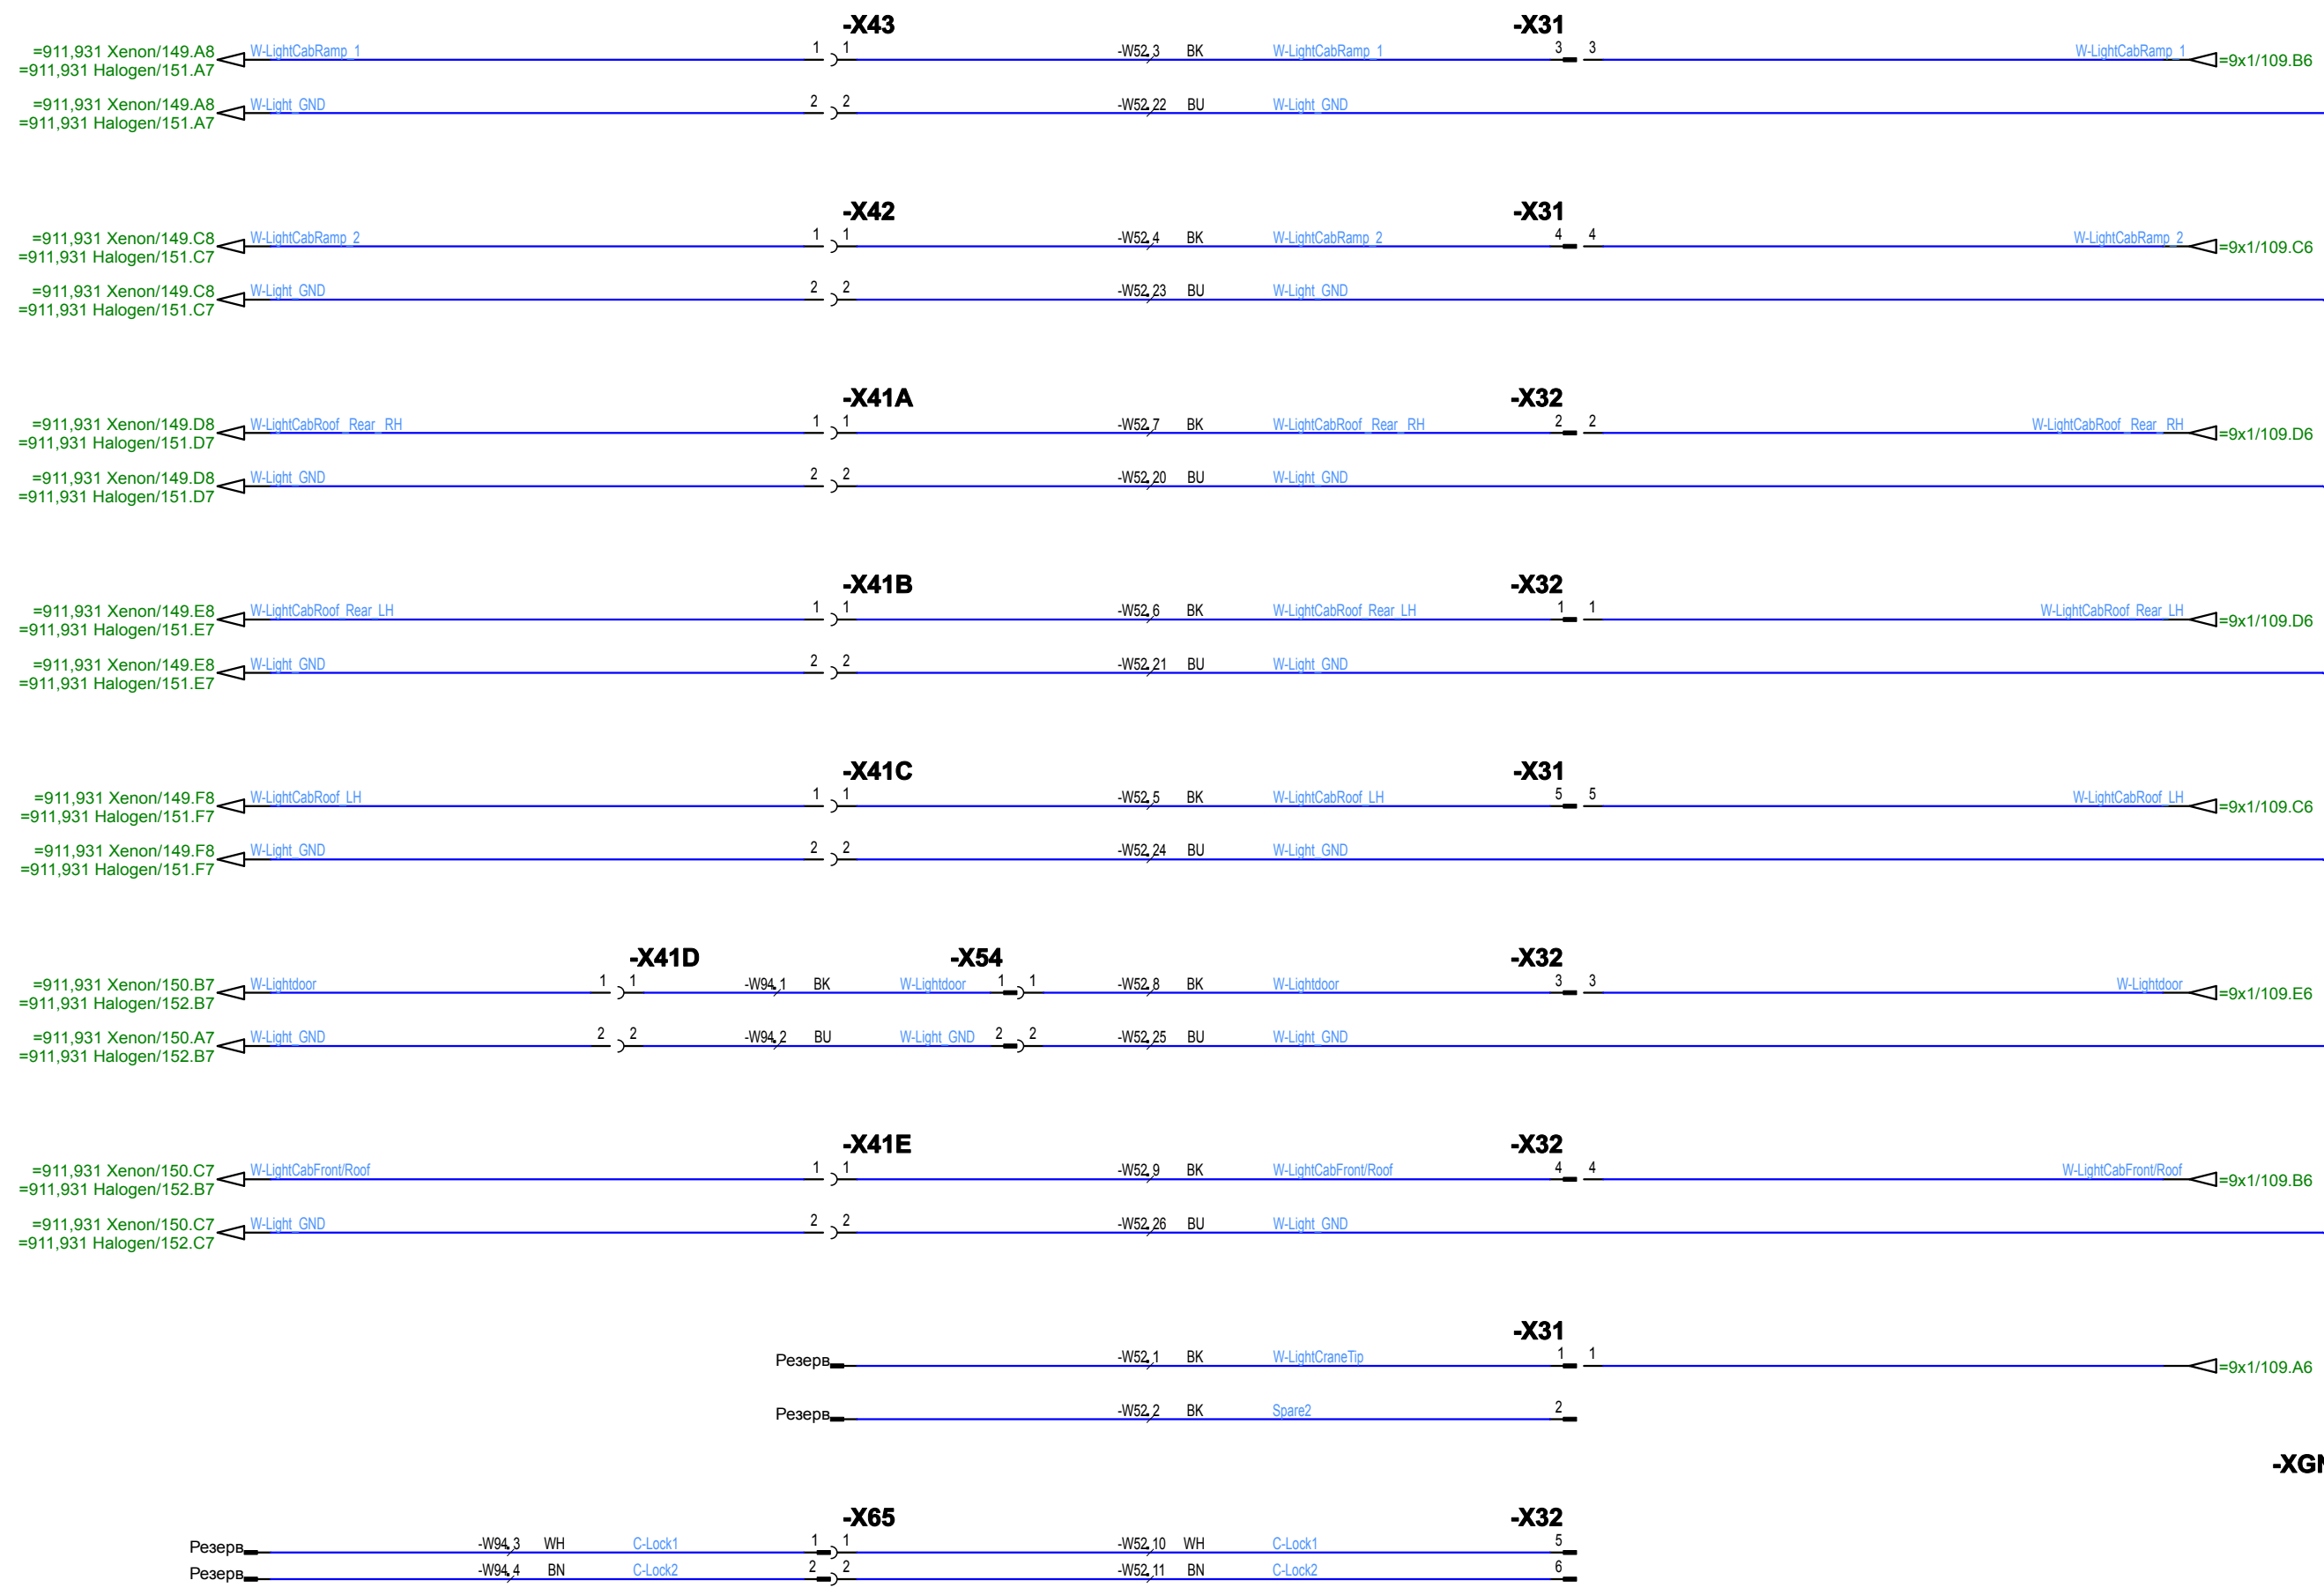 -X43 -X31
=911,931 Xenon/149.A8 W-LightCabRamp_1 1 1 -W52.3 BK W-LightCabRamp_1 3 3 W-LightCabRamp_1 =9x1/109.B6
=911,931 Halogen/151.A7
=911,931 Xenon/149.A8 W-Light_GND 2 2 -W52.22 BU W-Light_GND
=911,931 Halogen/151.A7
-X42 -X31
=911,931 Xenon/149.C8 W-LightCabRamp_2 1 1 -W52.4 BK W-LightCabRamp_2 4 4 W-LightCabRamp_2 =9x1/109.C6
=911,931 Halogen/151.C7
=911,931 Xenon/149.C8 W-Light_GND 2 2 -W52.23 BU W-Light_GND
=911,931 Halogen/151.C7
-X41A -X32
=911,931 Xenon/149.D8 W-LightCabRoof_Rear_RH 1 1 -W52.7 BK W-LightCabRoof_Rear_RH 2 2 W-LightCabRoof_Rear_RH =9x1/109.D6
=911,931 Halogen/151.D7
=911,931 Xenon/149.D8 W-Light_GND 2 2 -W52.20 BU W-Light_GND
=911,931 Halogen/151.D7
-X41B -X32
=911,931 Xenon/149.E8 W-LightCabRoof_Rear_LH 1 1 -W52.6 BK W-LightCabRoof_Rear_LH 1 1 W-LightCabRoof_Rear_LH =9x1/109.D6
=911,931 Halogen/151.E7
=911,931 Xenon/149.E8 W-Light_GND 2 2 -W52.21 BU W-Light_GND
=911,931 Halogen/151.E7
-X41C -X31
=911,931 Xenon/149.F8 W-LightCabRoof_LH 1 1 -W52.5 BK W-LightCabRoof_LH 5 5 W-LightCabRoof_LH =9x1/109.C6
=911,931 Halogen/151.F7
=911,931 Xenon/149.F8 W-Light_GND 2 2 -W52.24 BU W-Light_GND
=911,931 Halogen/151.F7
-X41D -X54 -X32
=911,931 Xenon/150.B7 W-Lightdoor 1 1 -W94.1 BK W-Lightdoor 1 1 -W52.8 BK W-Lightdoor 3 3 W-Lightdoor =9x1/109.E6
=911,931 Halogen/152.B7
=911,931 Xenon/150.A7 W-Light_GND 2 2 -W94.2 BU W-Light_GND 2 2 -W52.25 BU W-Light_GND
=911,931 Halogen/152.B7
-X41E -X32
=911,931 Xenon/150.C7 W-LightCabFront/Roof 1 1 -W52.9 BK W-LightCabFront/Roof 4 4 W-LightCabFront/Roof =9x1/109.B6
=911,931 Halogen/152.B7
=911,931 Xenon/150.C7 W-Light_GND 2 2 -W52.26 BU W-Light_GND
=911,931 Halogen/152.C7
-X31
Резерв -W52.1 BK W-LightCraneTip 1 1 =9x1/109.A6
Резерв -W52.2 BK Spare2 2
-X65 -X32
Резерв -W94.3 WH C-Lock1 1 1 -W52.10 WH C-Lock1 5
Резерв -W94.4 BN C-Lock2 2 2 -W52.11 BN C-Lock2 6